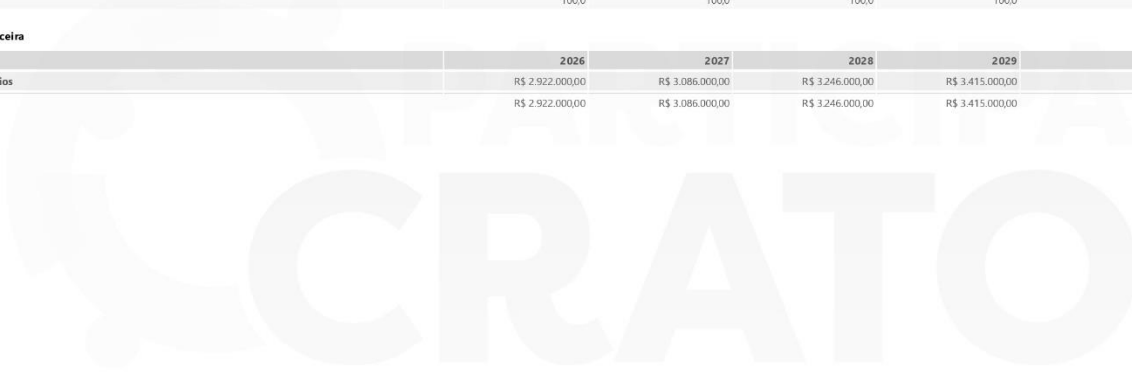 100,0 100,0 100,0 100,0
ceira
2026 2027 2028 2029
ios R$ 2.922.000,00 R$ 3.086.000,00 R$ 3.246.000,00 R$ 3.415.000,00
R$ 2.922.000,00 R$ 3.086.000,00 R$ 3.246.000,00 R$ 3.415.000,00
PARTICIPA
CRATO